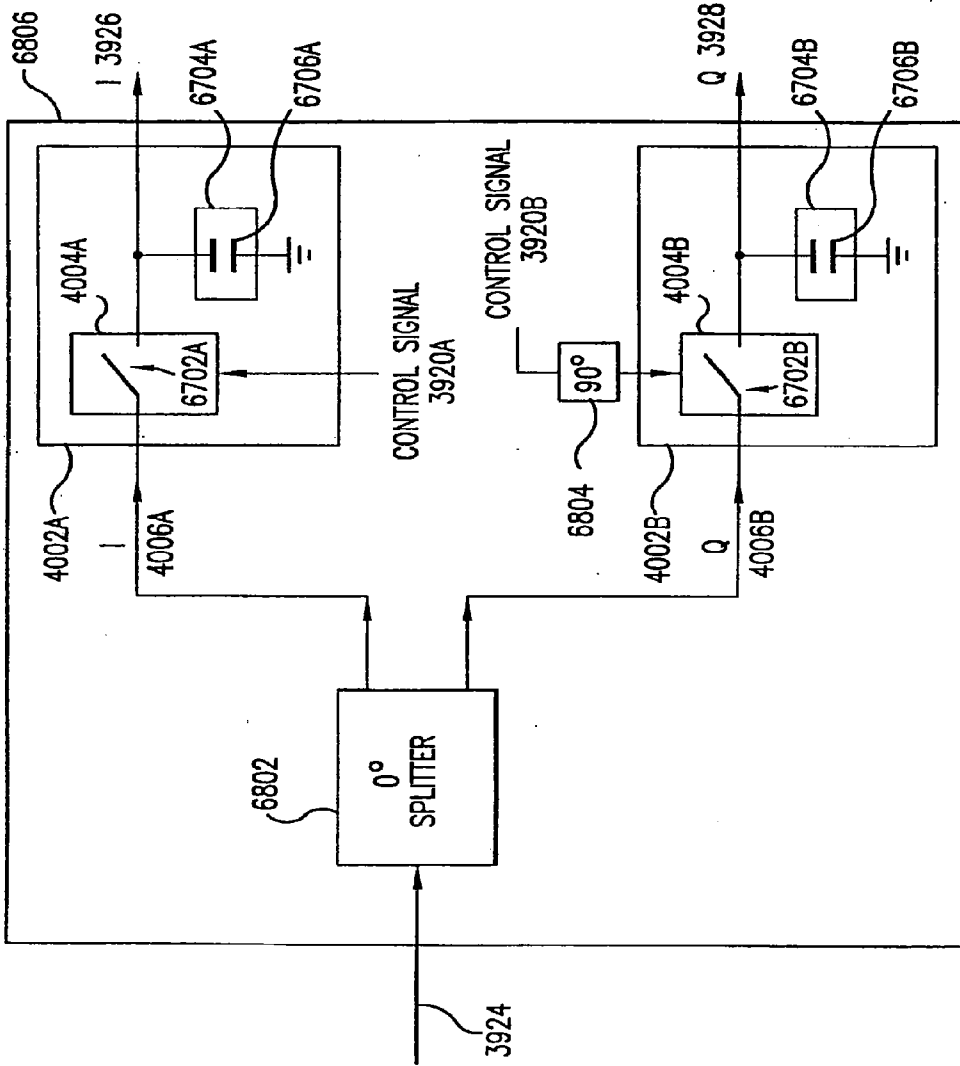 6806
I 3926
6704A
6706A
4004A
6702A
CONTROL SIGNAL
3920A
4002A
I
4006A
6802
0°
SPLITTER
3924
Q 3928
6704B
6706B
CONTROL SIGNAL
3920B
4004B
90°
6702B
6804
4002B
Q
4006B